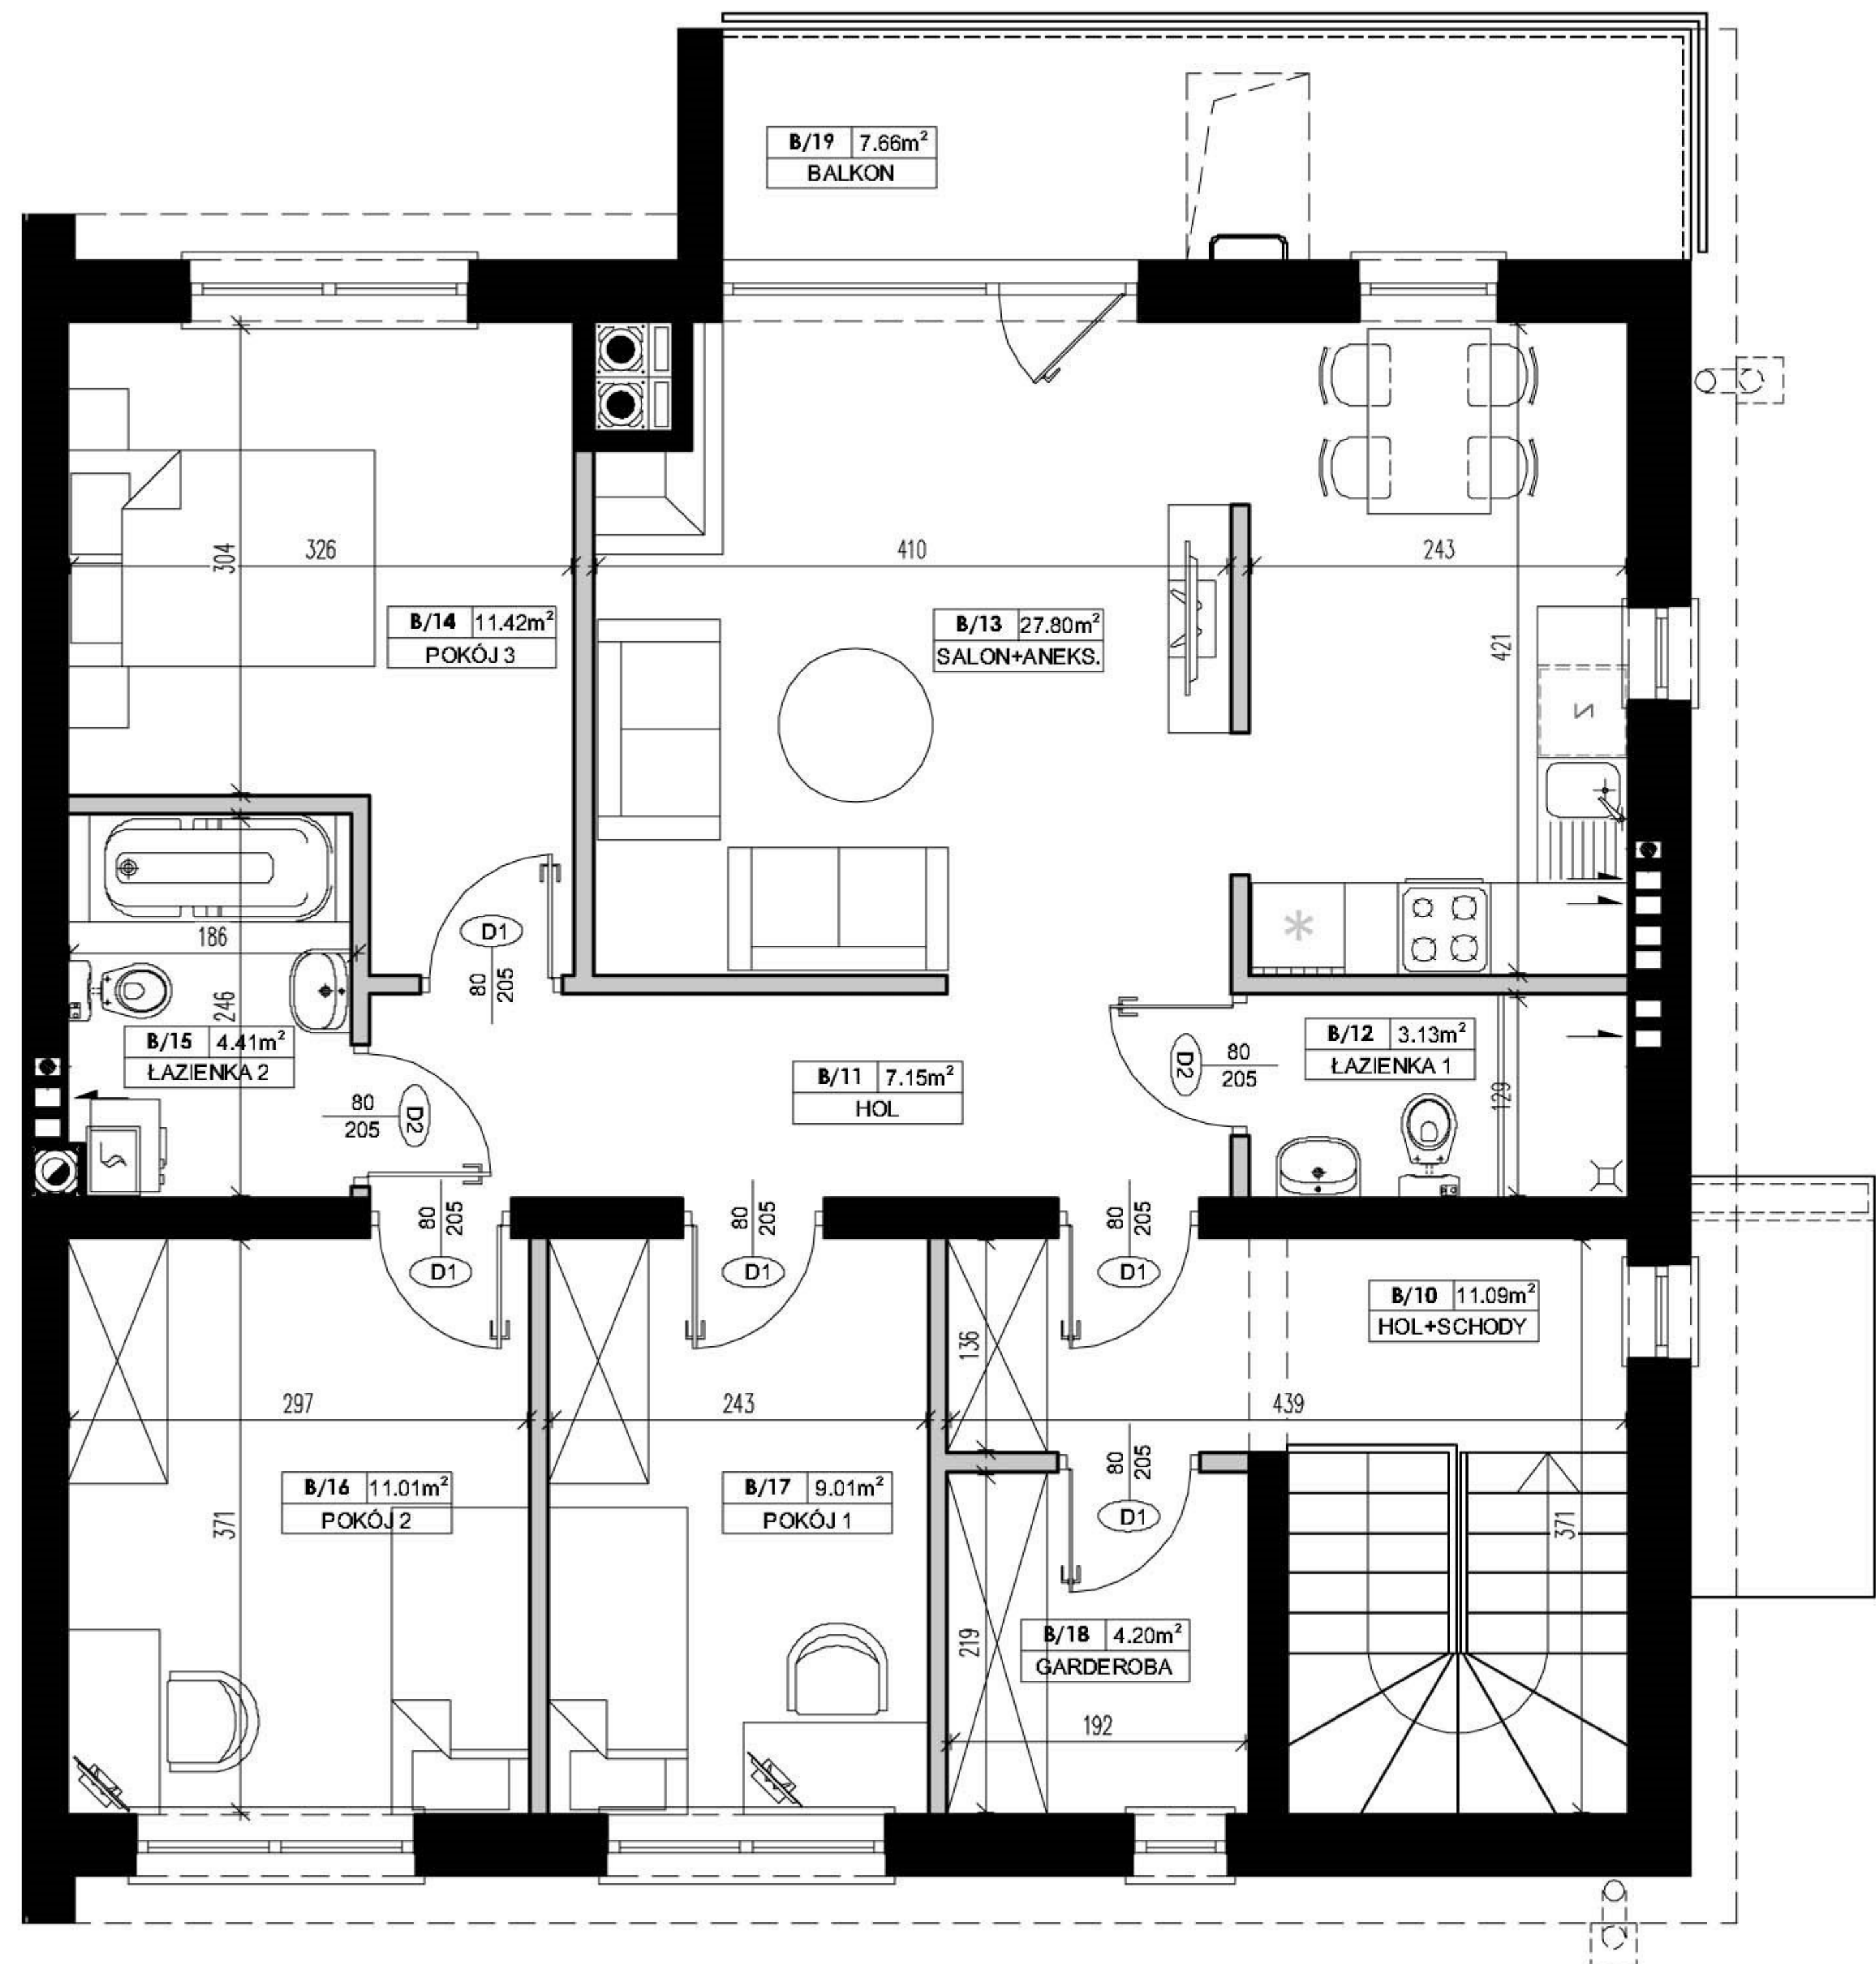 B/19 7.66m²
BALKON
326
304
410
243
421
B/14 11.42m²
POKÓJ 3
B/13 27.80m²
SALON+ANEKS.
186
246
D1
80
205
*
B/15 4.41m²
ŁAZIENKA 2
80
205
D2
B/11 7.15m²
HOL
D2
80
205
B/12 3.13m²
ŁAZIENKA 1
129
80
205
D1
80
205
D1
80
205
D1
B/10 11.09m²
HOL+SCHODY
136
297
243
439
80
205
D1
B/16 11.01m²
POKÓJ 2
371
B/17 9.01m²
POKÓJ 1
371
B/18 4.20m²
GARDEROBA
219
192